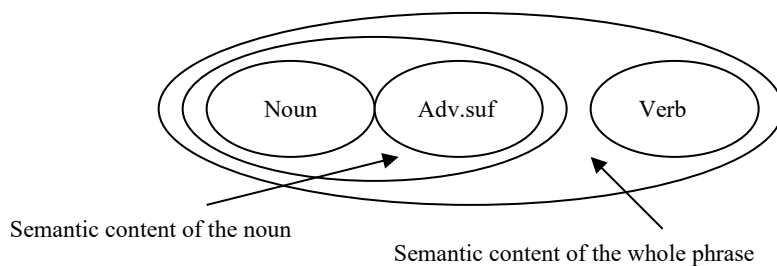 Noun Adv.suf Verb
Semantic content of the noun
Semantic content of the whole phrase